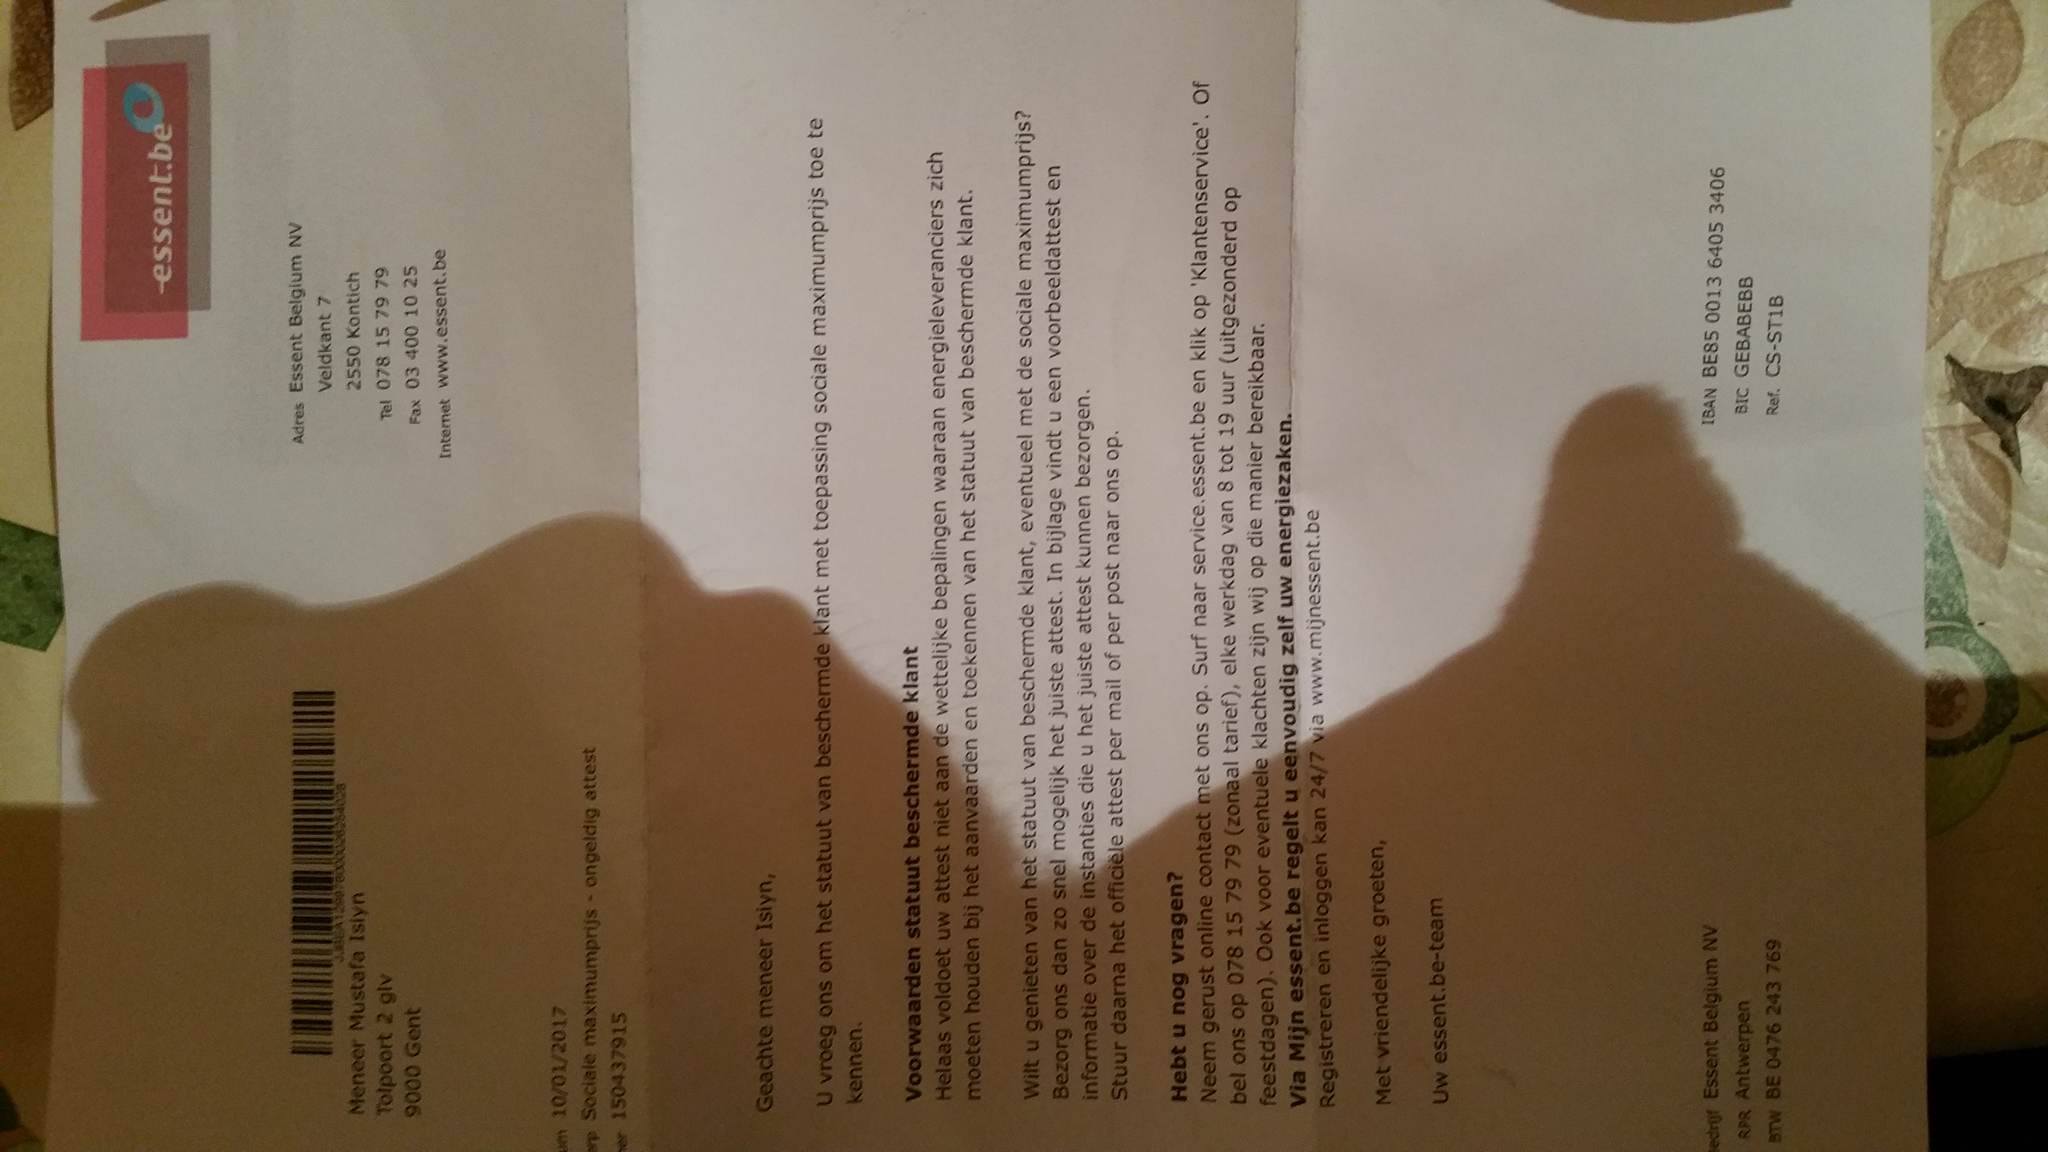 essent.be
Meneer Mustafa Isiyn
Tolpoort 2 glv
9000 Gent
Adres Essent Belgium NV
Veldkant 7
2550 Kontich
Tel 078 15 79 79
Fax 03 400 10 25
Internet www.essent.be
10/01/2017
Sociale maximumprijs - ongeldig attest
150437915
Geachte meneer Isiyn,
U vroeg ons om het statuut van beschermde klant met toepassing sociale maximumprijs toe te
kennen.
Voorwaarden statuut beschermde klant
Helaas voldoet uw attest niet aan de wettelijke bepalingen waaraan energieleveranciers zich
moeten houden bij het aanvaarden en toekennen van het statuut van beschermde klant.
Wilt u genieten van het statuut van beschermde klant, eventueel met de sociale maximumprijs?
Bezorg ons dan zo snel mogelijk het juiste attest. In bijlage vindt u een voorbeeldattest en
informatie over de instanties die u het juiste attest kunnen bezorgen.
Stuur daarna het officiële attest per mail of per post naar ons op.
Hebt u nog vragen?
Neem gerust online contact met ons op. Surf naar service.essent.be en klik op 'Klantenservice'. Of
bel ons op 078 15 79 79 (zonaal tarief), elke werkdag van 8 tot 19 uur (uitgezonderd op
feestdagen). Ook voor eventuele klachten zijn wij op die manier bereikbaar.
Via Mijn essent.be regelt u eenvoudig zelf uw energiezaken.
Registreren en inloggen kan 24/7 via www.mijnessent.be
Met vriendelijke groeten,
Uw essent.be-team
Essent Belgium NV
RPR Antwerpen
BTW BE 0476 243 769
IBAN BE85 0013 6405 3406
BIC GEBABEBB
Ref. CS-ST1B